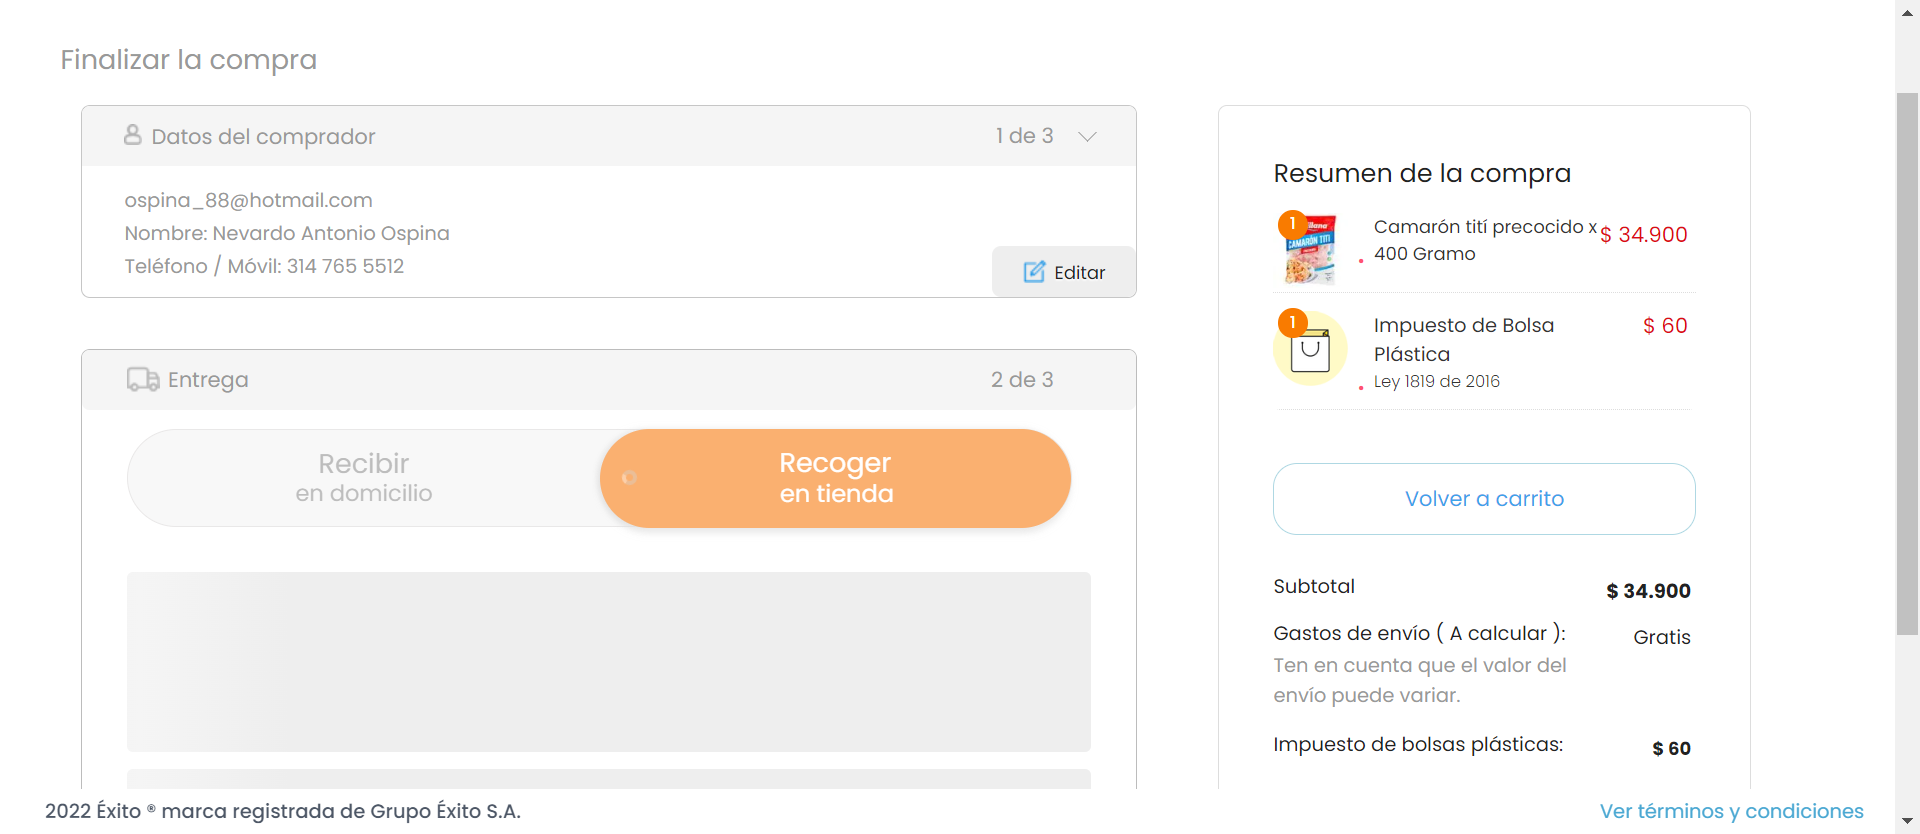 Finalizar la compra
Datos del comprador
1 de 3
ospina_88@hotmail.com
Nombre: Nevardo Antonio Ospina
Teléfono / Móvil: 314 765 5512
Editar
Entrega
2 de 3
Recibir
en domicilio
Recoger
en tienda
Resumen de la compra
1
CAMARÓN TITI
Camarón tití precocido x
400 Gramo
$ 34.900
1
Impuesto de Bolsa
Plástica
Ley 1819 de 2016
$ 60
Volver a carrito
Subtotal
$ 34.900
Gastos de envío ( A calcular ):
Gratis
Ten en cuenta que el valor del
envío puede variar.
Impuesto de bolsas plásticas:
$ 60
2022 Éxito ® marca registrada de Grupo Éxito S.A.
Ver términos y condiciones